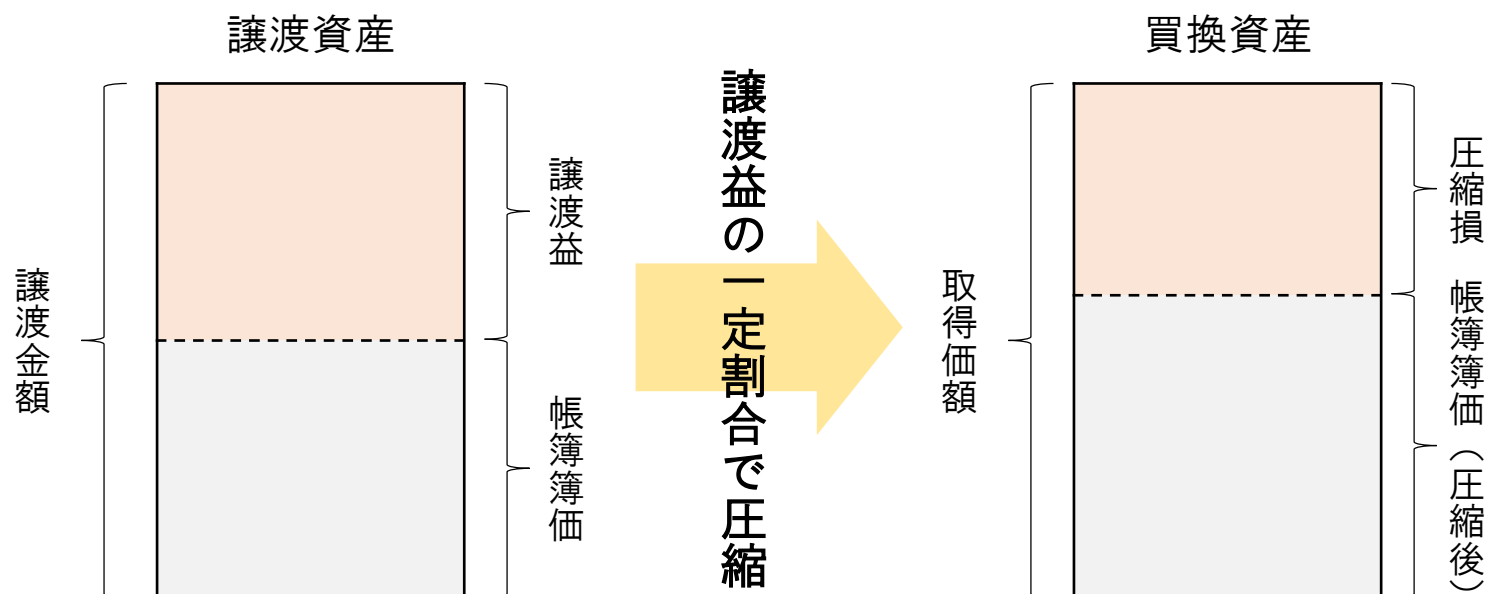 譲渡資産
譲渡金額
譲渡益
帳簿簿価
譲渡益の一定割合で圧縮
買換資産
取得価額
圧縮損
帳簿簿価（圧縮後）